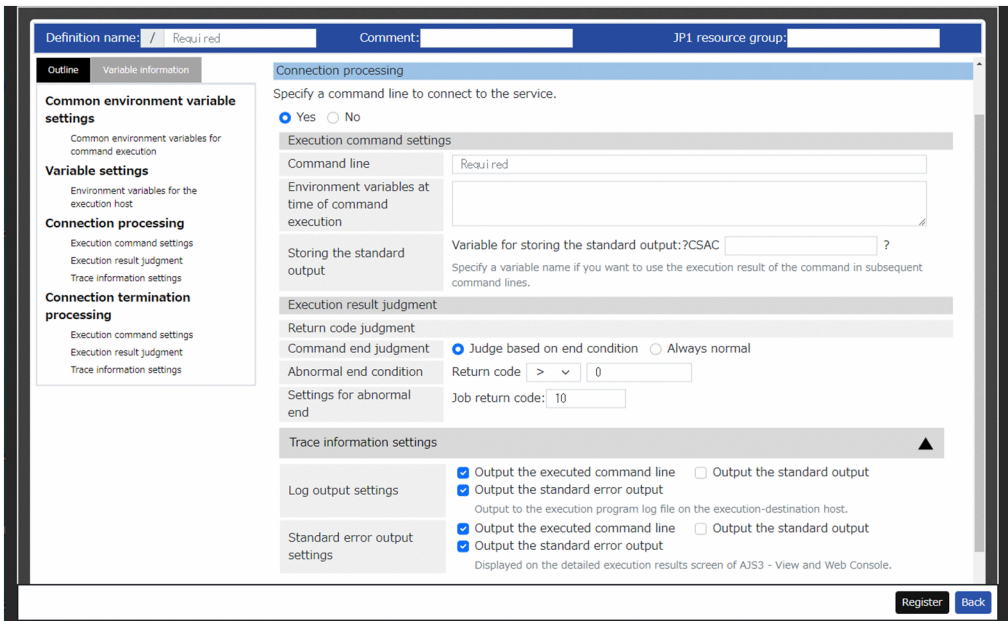 Definition name: / Required Comment: JP1 resource group:
Outline Variable information
Common environment variable
settings
Common environment variables for
command execution
Variable settings
Environment variables for the
execution host
Connection processing
Execution command settings
Execution result judgment
Trace information settings
Connection termination
processing
Execution command settings
Execution result judgment
Trace information settings
Connection processing
Specify a command line to connect to the service.
Yes No
Execution command settings
Command line Required
Environment variables at
time of command
execution
Storing the standard
output
Variable for storing the standard output:?CSAC ?
Specify a variable name if you want to use the execution result of the command in subsequent
command lines.
Execution result judgment
Return code judgment
Command end judgment Judge based on end condition Always normal
Abnormal end condition Return code > 0
Settings for abnormal
end
Job return code: 10
Trace information settings ▲
Log output settings
Output the executed command line Output the standard output
Output the standard error output
Output to the execution program log file on the execution-destination host.
Standard error output
settings
Output the executed command line Output the standard output
Output the standard error output
Displayed on the detailed execution results screen of AJS3 - View and Web Console.
Register Back